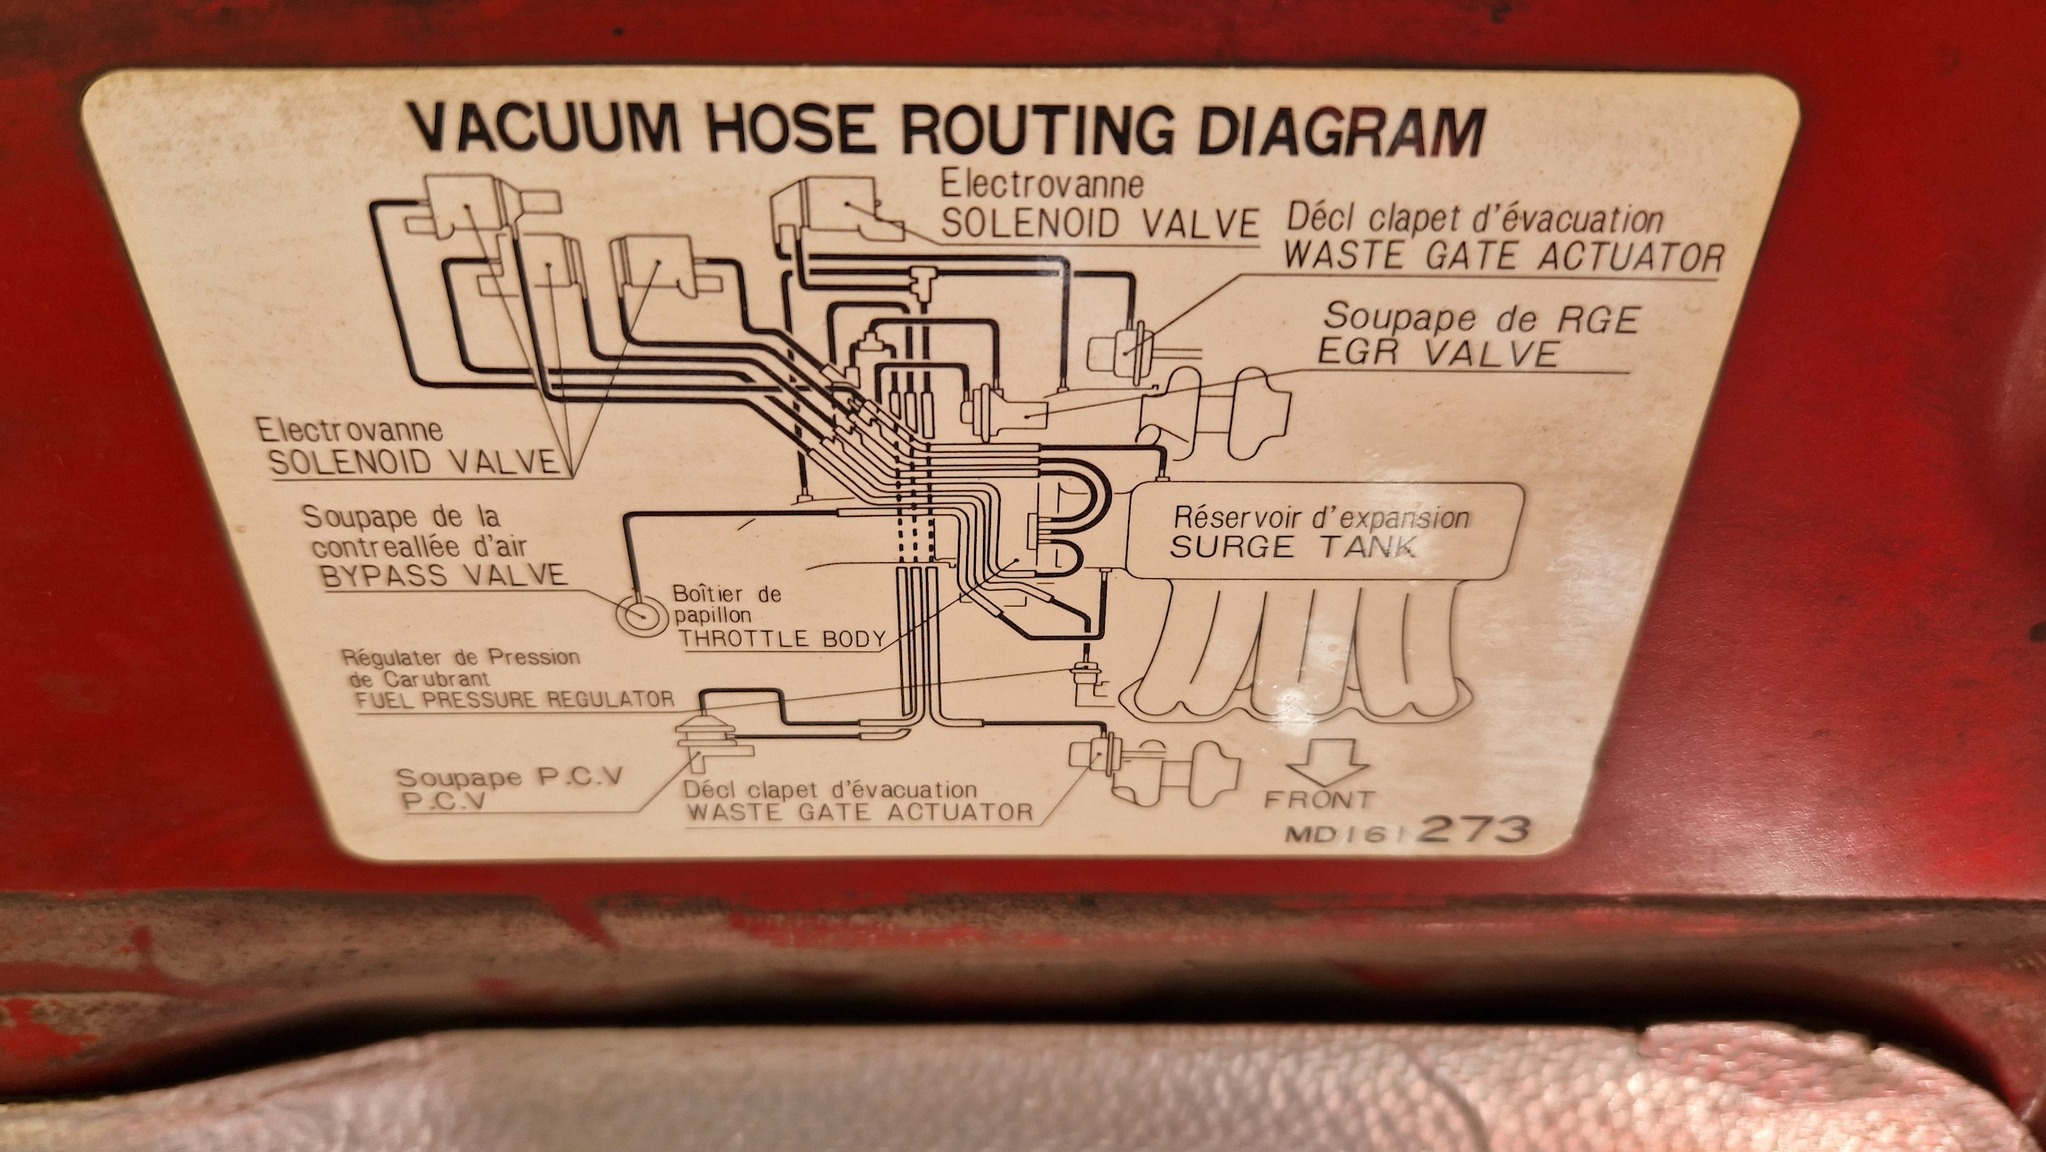 VACUUM HOSE ROUTING DIAGRAM
Electrovanne
SOLENOID VALVE
Décl clapet d'évacuation
WASTE GATE ACTUATOR
Soupape de RGE
EGR VALVE
Electrovanne
SOLENOID VALVE
Soupape de la
contreallée d'air
BYPASS VALVE
Réservoir d'expansion
SURGE TANK
Boîtier de
papillon
THROTTLE BODY
Régulater de Pression
de Carubrant
FUEL PRESSURE REGULATOR
Soupape P.C.V
P.C.V
Décl clapet d'évacuation
WASTE GATE ACTUATOR
FRONT
MD161273